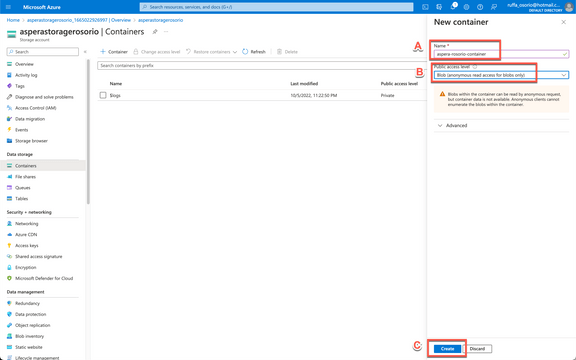 Microsoft Azure
Search resources, services, and docs (G+/)
ruffa_osorio@hotmail.c...
DEFAULT DIRECTORY
Home > asperastoragerosorio_1665022926997 | Overview > asperastoragerosorio
asperastoragerosorio | Containers
Storage account
Search
Overview
Activity log
Tags
Diagnose and solve problems
Access Control (IAM)
Data migration
Events
Storage browser
Data storage
Containers
File shares
Queues
Tables
Security + networking
Networking
Azure CDN
Access keys
Shared access signature
Encryption
Microsoft Defender for Cloud
Data management
Redundancy
Data protection
Object replication
Blob inventory
Static website
Lifecycle management
+ Container
Change access level
Restore containers
Refresh
Delete
Search containers by prefix
Name
Last modified
Public access level
$logs
10/5/2022, 11:22:50 PM
Private
New container
A
Name *
aspera-rosorio-container
B
Public access level
Blob (anonymous read access for blobs only)
Blobs within the container can be read by anonymous request,
but container data is not available. Anonymous clients cannot
enumerate the blobs within the container.
Advanced
C
Create
Discard